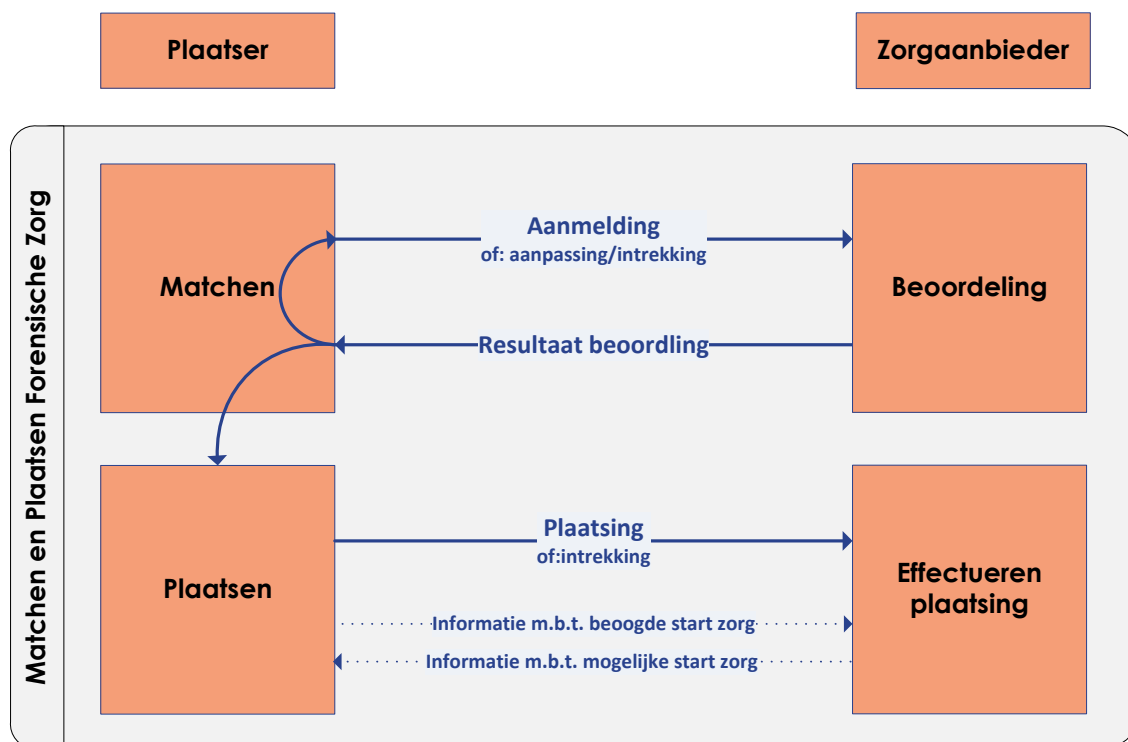 Plaatser
Zorgaanbieder
Matchen en Plaatsen Forensische Zorg
Matchen
Aanmelding
of: aanpassing/intrekking
Beoordeling
Resultaat beoordling
Plaatsen
Plaatsing
of:intrekking
Effectueren
plaatsing
Informatie m.b.t. beoogde start zorg
Informatie m.b.t. mogelijke start zorg